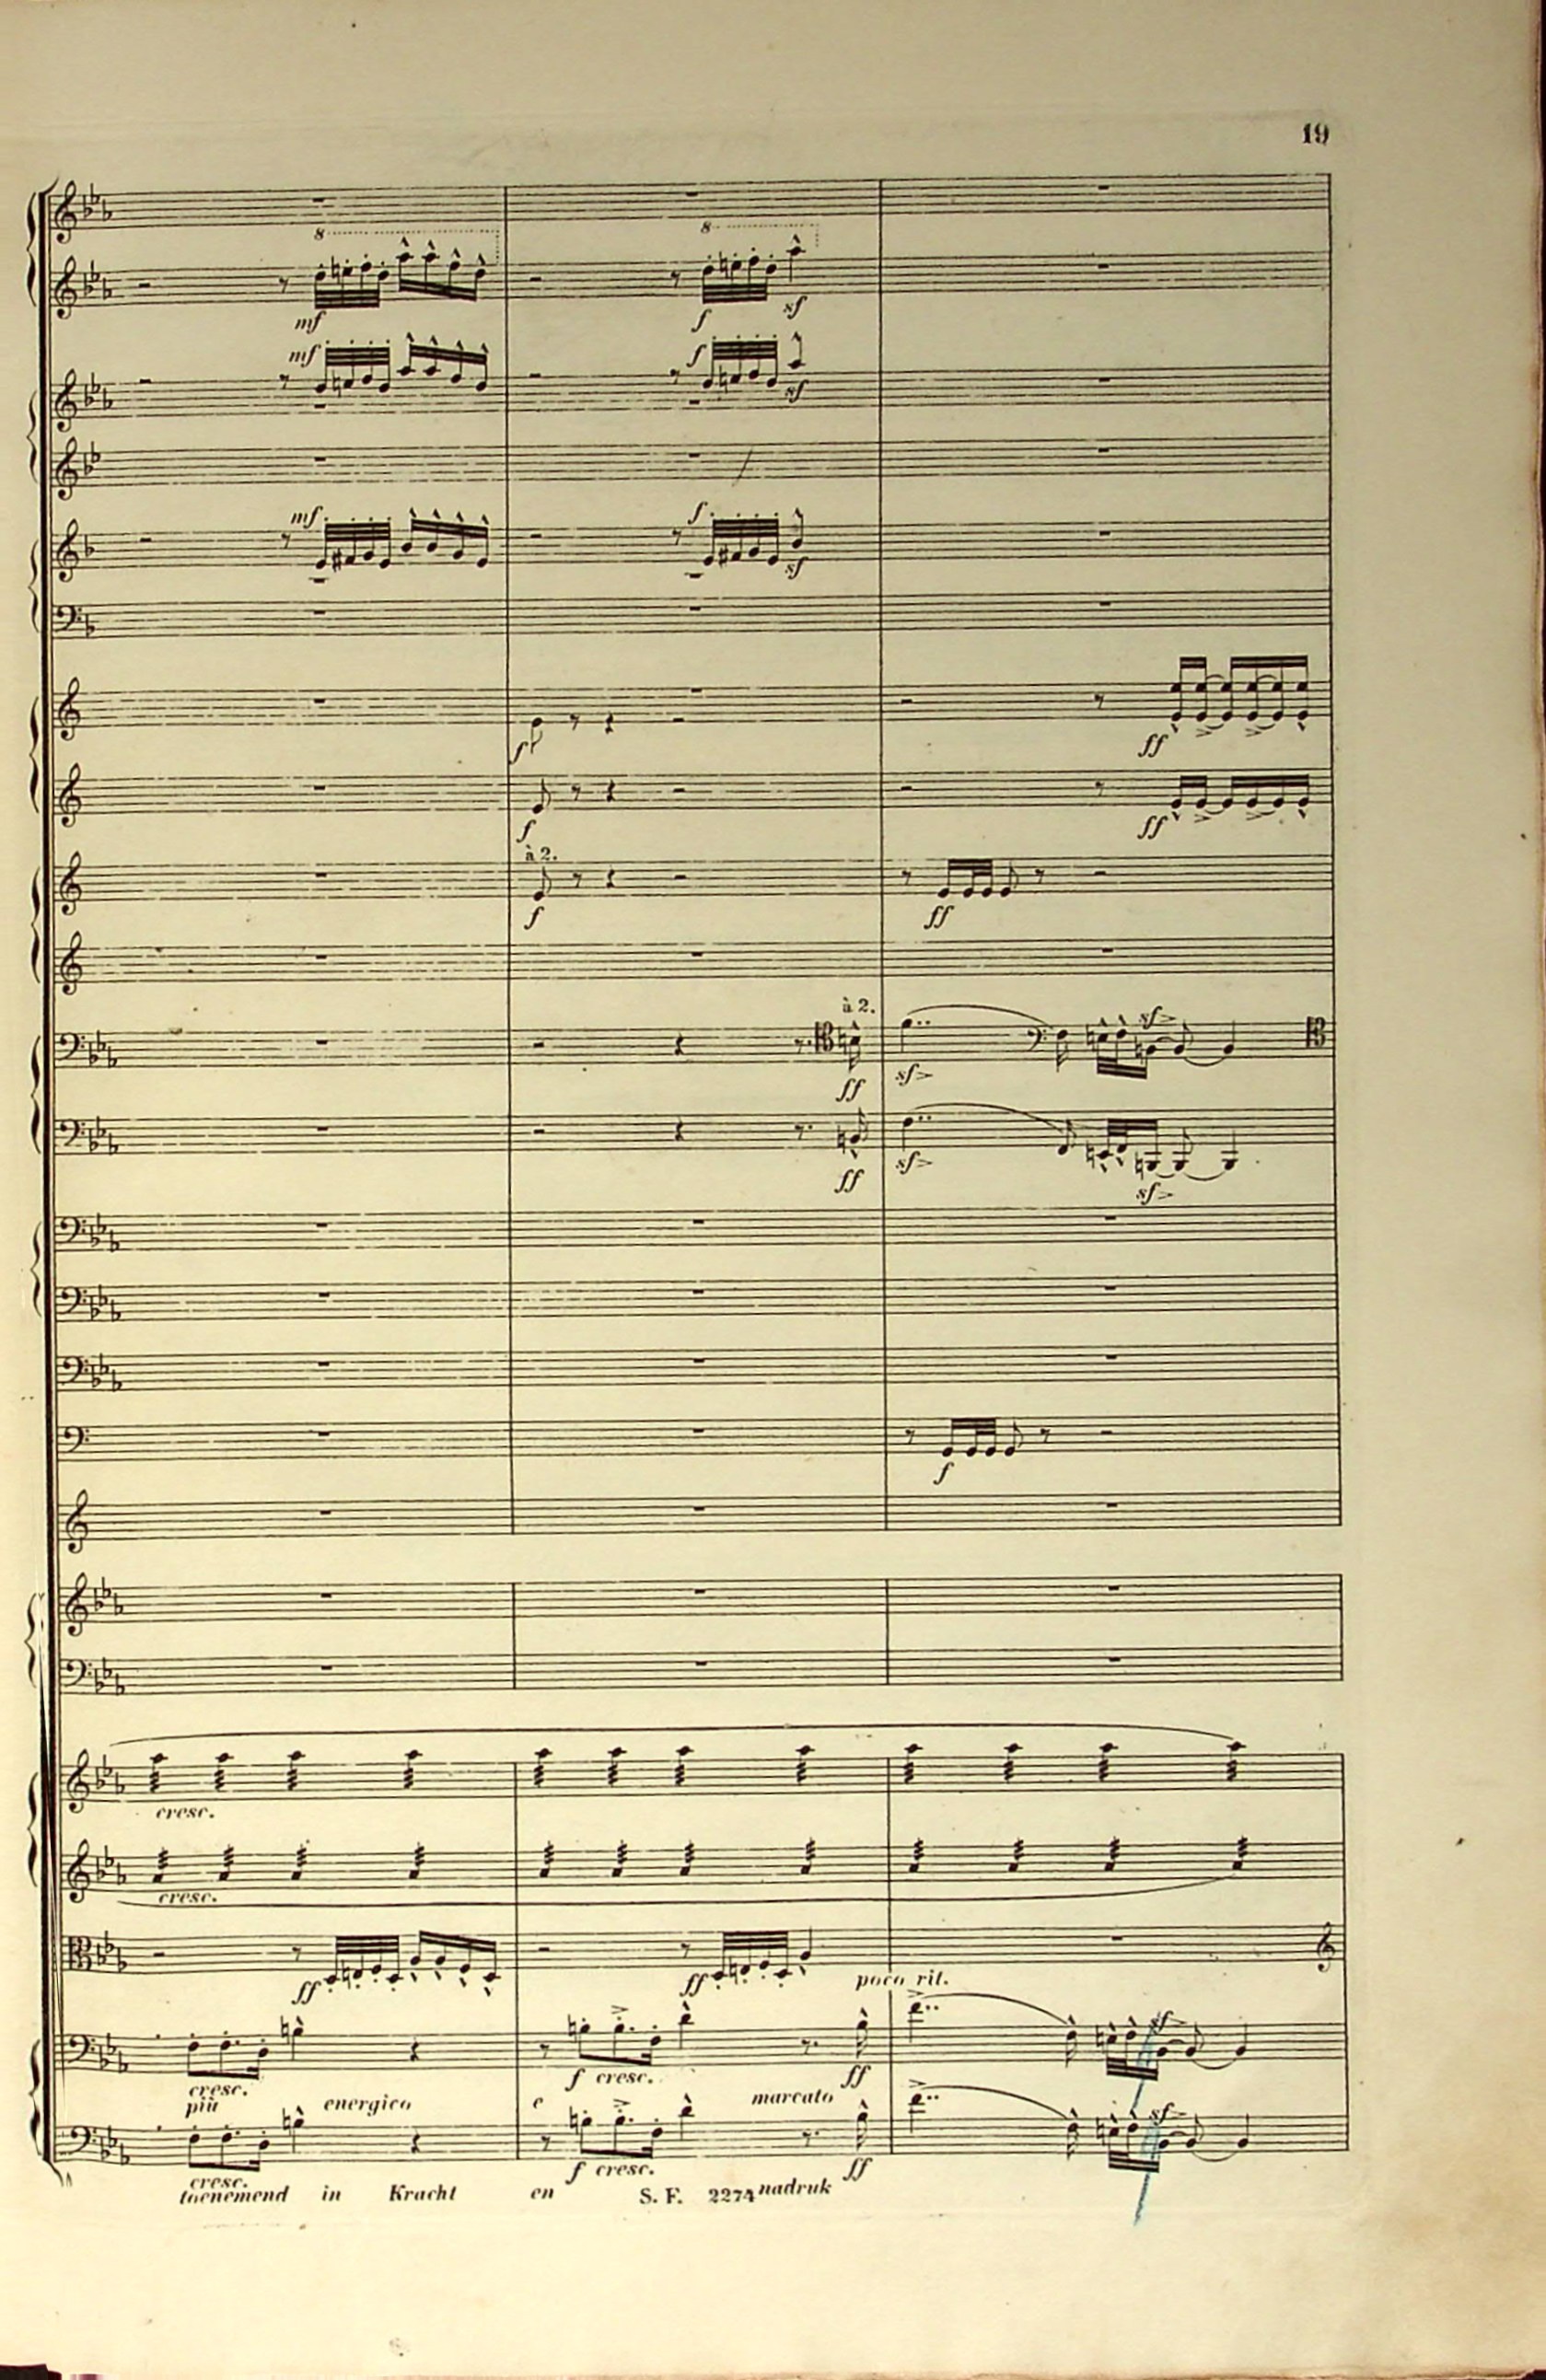 19
8
8
mf
f
sf
mf
f
sf
mf
f
sf
f
ff
f
ff
à 2.
f
ff
à 2.
ff
sf
sf
ff
sf
sf
f
cresc.
cresc.
ff
ff
poco rit.
sf
cresc.
f cresc.
ff
più energico e marcato
sf
cresc.
f cresc.
ff
toenemend in Kracht en nadruk
S. F. 2274